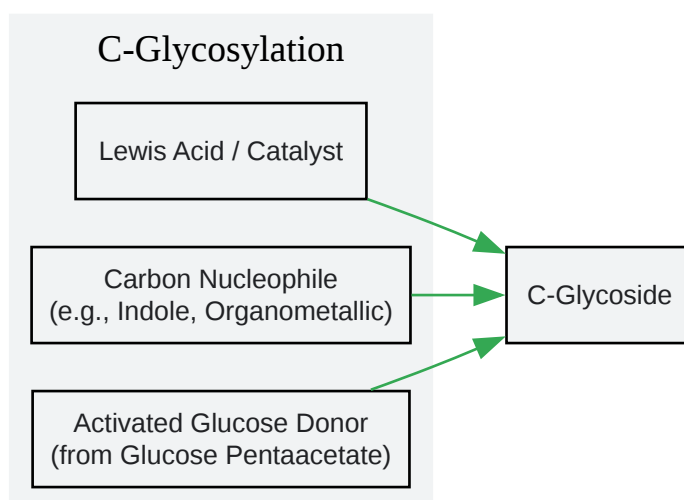 C-Glycosylation
Lewis Acid / Catalyst
Carbon Nucleophile
(e.g., Indole, Organometallic)
C-Glycoside
Activated Glucose Donor
(from Glucose Pentaacetate)